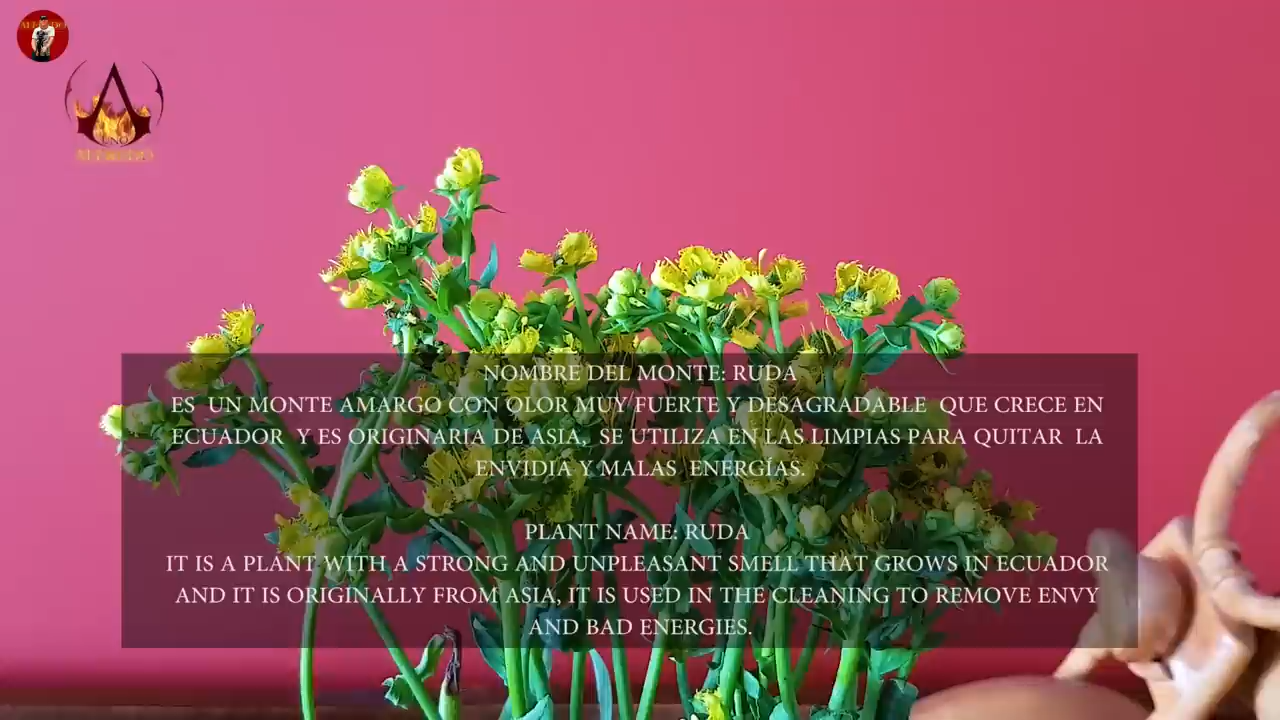 UNO
ALFREDO
NOMBRE DEL MONTE: RUDA
ES UN MONTE AMARGO CON OLOR MUY FUERTE Y DESAGRADABLE QUE CRECE EN
ECUADOR Y ES ORIGINARIA DE ASIA, SE UTILIZA EN LAS LIMPIAS PARA QUITAR LA
ENVIDIA Y MALAS ENERGÍAS.
PLANT NAME: RUDA
IT IS A PLANT WITH A STRONG AND UNPLEASANT SMELL THAT GROWS IN ECUADOR
AND IT IS ORIGINALLY FROM ASIA, IT IS USED IN THE CLEANING TO REMOVE ENVY
AND BAD ENERGIES.